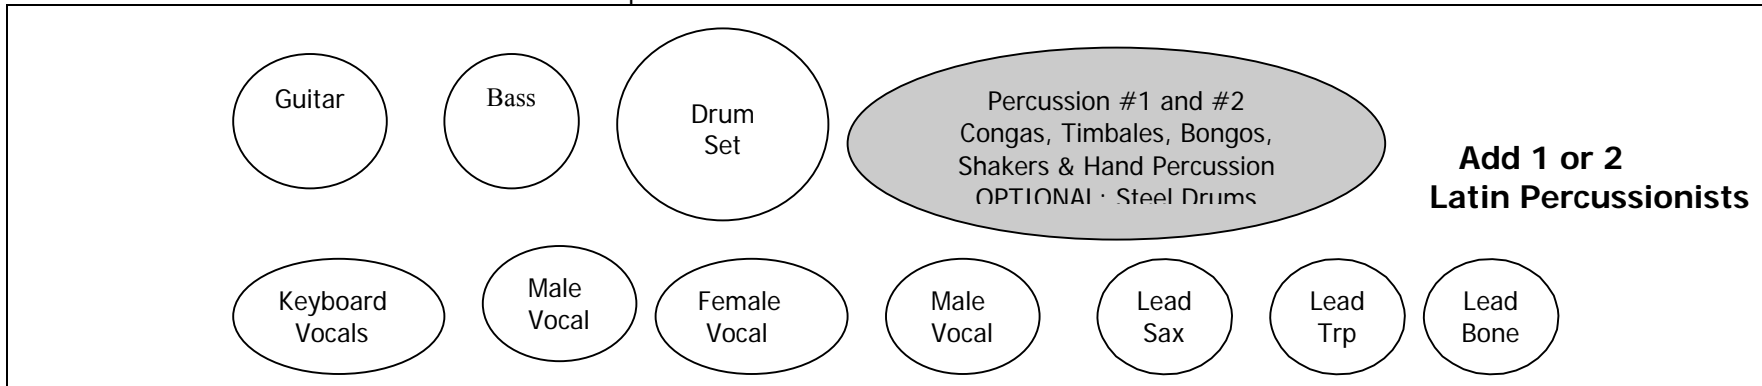 Guitar
Bass
Drum
Set
Percussion #1 and #2
Congas, Timbales, Bongos,
Shakers & Hand Percussion
OPTIONAL: Steel Drums
Add 1 or 2
Latin Percussionists
Keyboard
Vocals
Male
Vocal
Female
Vocal
Male
Vocal
Lead
Sax
Lead
Trp
Lead
Bone